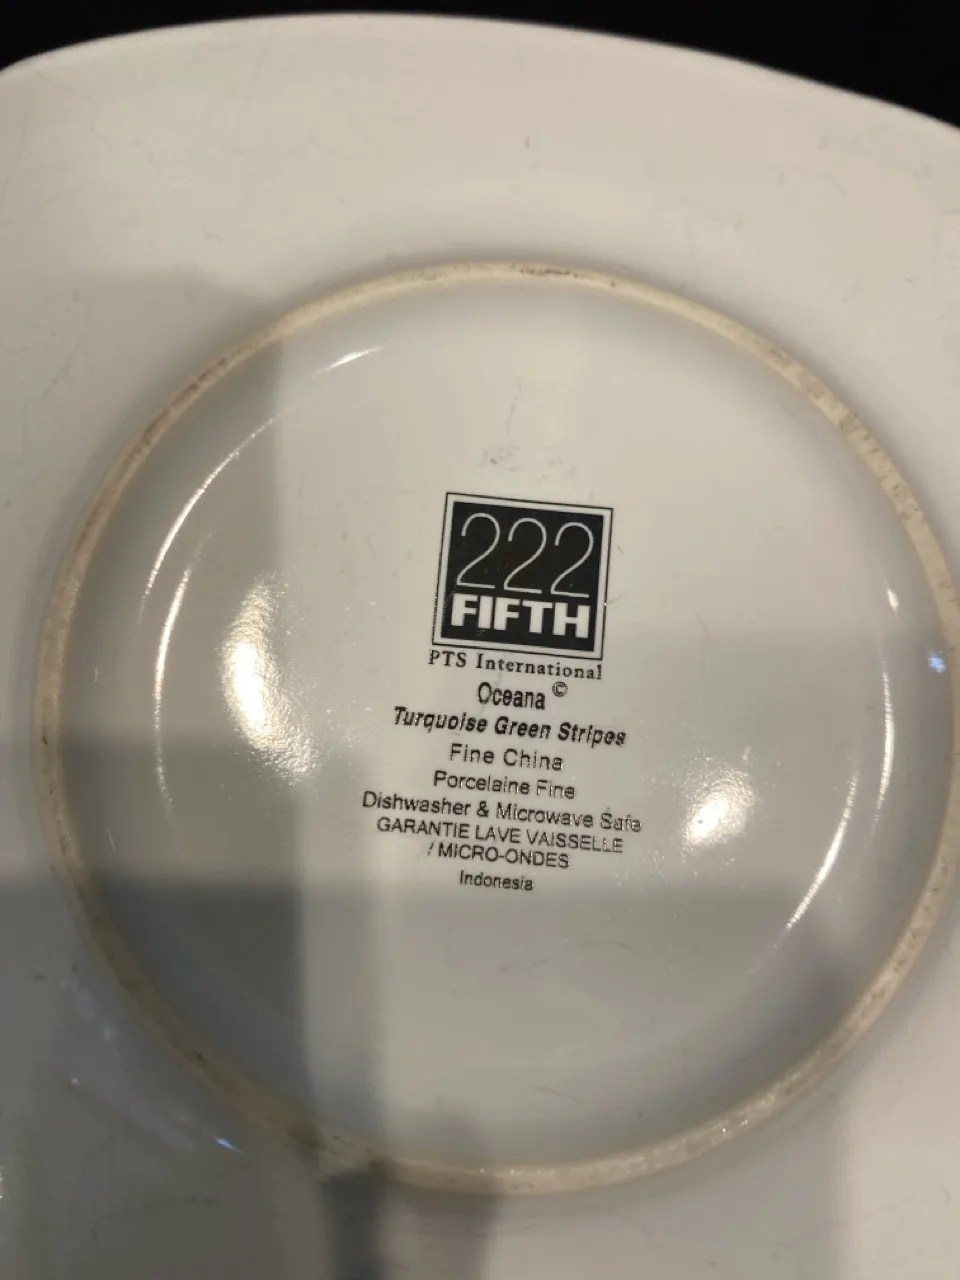 222
FIFTH
PTS International
Oceana ©
Turquoise Green Stripes
Fine China
Porcelaine Fine
Dishwasher & Microwave Safe
GARANTIE LAVE VAISSELLE
/ MICRO-ONDES
Indonesia